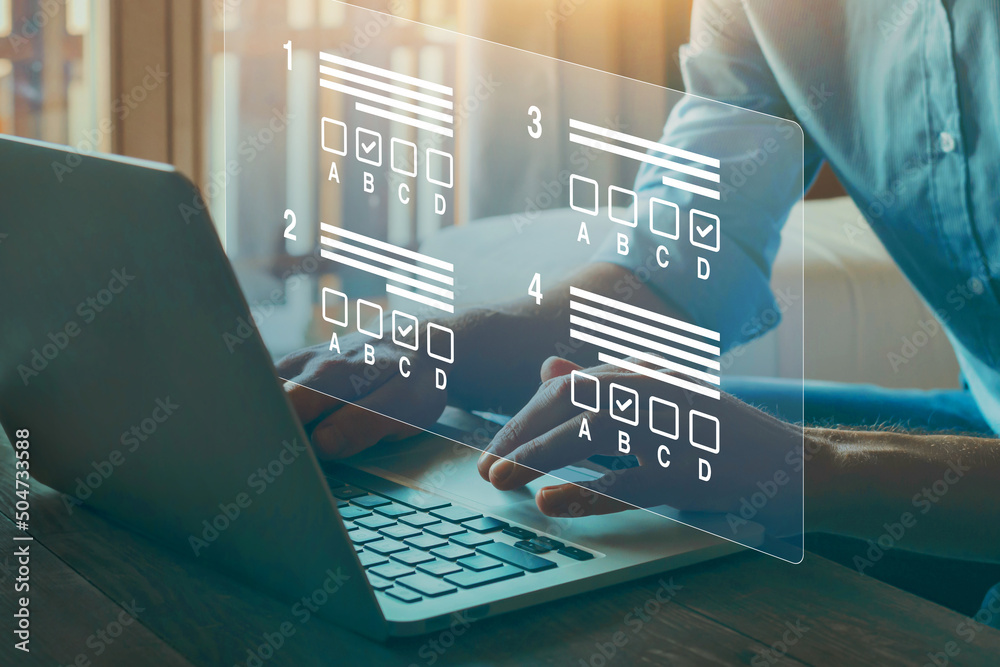 1
A B C D
2
A B C D
3
A B C D
4
A B C D
Adobe Stock | #504733588